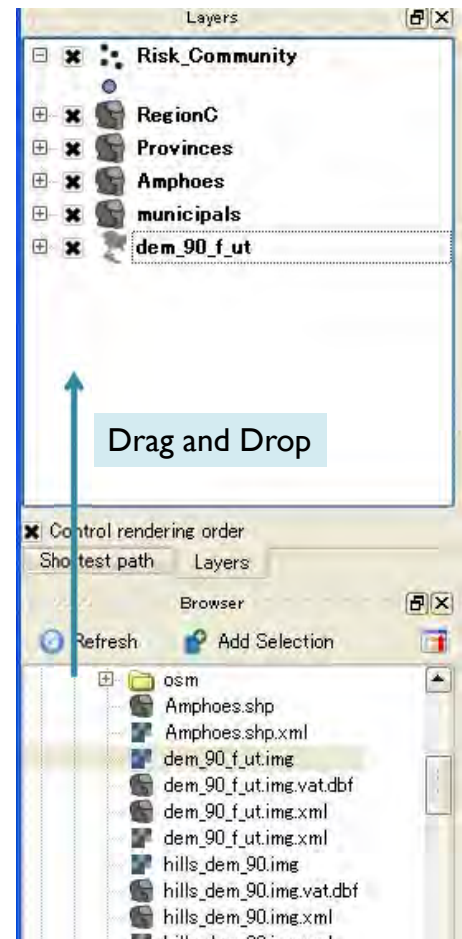 Layers
Risk_Community
RegionC
Provinces
Amphoes
municipals
dem_90_f_ut
Drag and Drop
Control rendering order
Shortest path Layers
Browser
Refresh Add Selection
osm
Amphoes.shp
Amphoes.shp.xml
dem_90_f_ut.img
dem_90_f_ut.img.vat.dbf
dem_90_f_ut.img.xml
dem_90_f_ut.img.xml
hills_dem_90.img
hills_dem_90.img.vat.dbf
hills_dem_90.img.xml